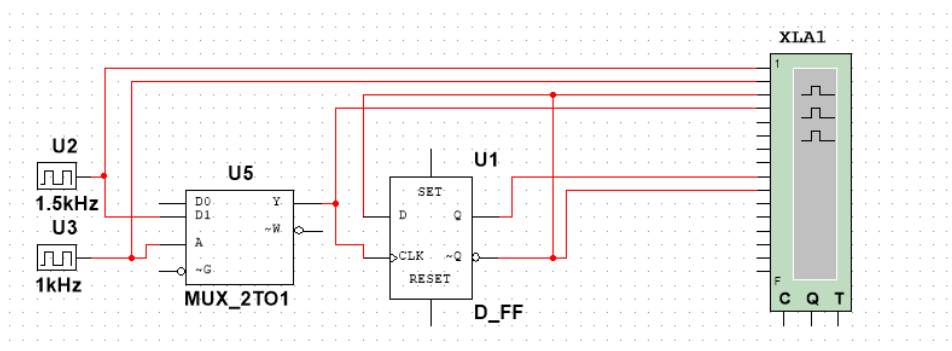 XLA1
1
U2
1.5kHz
U3
1kHz
U5
D0 Y
D1
~W
A
~G
MUX_2TO1
U1
SET
D Q
CLK ~Q
RESET
D_FF
F
C Q T